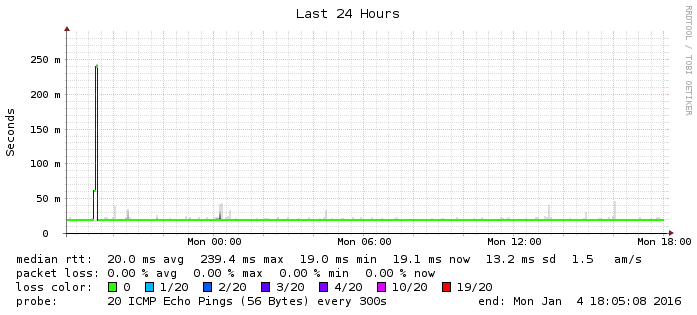 Last 24 Hours
RRDTOOL / TOBI OETIKER
Seconds
250 m
200 m
150 m
100 m
50 m
0
Mon 00:00 Mon 06:00 Mon 12:00 Mon 18:00
median rtt: 20.0 ms avg 239.4 ms max 19.0 ms min 19.1 ms now 13.2 ms sd 1.5 am/s
packet loss: 0.00 % avg 0.00 % max 0.00 % min 0.00 % now
loss color: 0 1/20 2/20 3/20 4/20 10/20 19/20
probe: 20 ICMP Echo Pings (56 Bytes) every 300s end: Mon Jan 4 18:05:08 2016